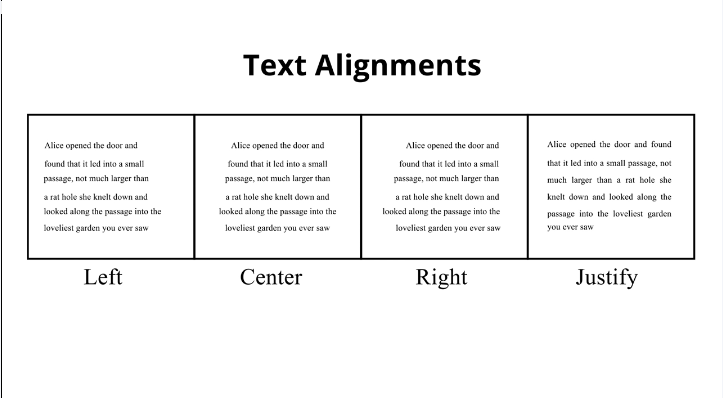 Text Alignments
Alice opened the door and
found that it led into a small
passage, not much larger than
a rat hole she knelt down and
looked along the passage into the
loveliest garden you ever saw
Left
Alice opened the door and
found that it led into a small
passage, not much larger than
a rat hole she knelt down and
looked along the passage into the
loveliest garden you ever saw
Center
Alice opened the door and
found that it led into a small
passage, not much larger than
a rat hole she knelt down and
looked along the passage into the
loveliest garden you ever saw
Right
Alice opened the door and found
that it led into a small passage, not
much larger than a rat hole she
knelt down and looked along the
passage into the loveliest garden
you ever saw
Justify